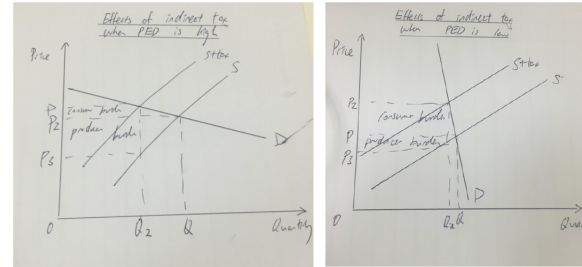 Effects of indirect tax
when PED is high
Price
S+tax
S
P2
consumer burden
P
producer burden
P3
D
0
Q2
Q
Quantity
Effects of indirect tax
when PED is low
Price
S+tax
S
P2
consumer burden
P
producer burden
P3
D
0
Q2
Q
Quan